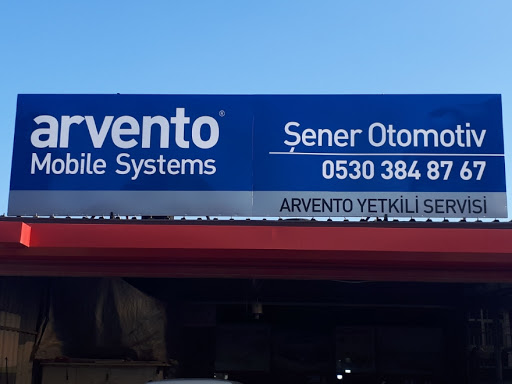 arvento®
Mobile Systems
Şener Otomotiv
0530 384 87 67
ARVENTO YETKİLİ SERVİSİ